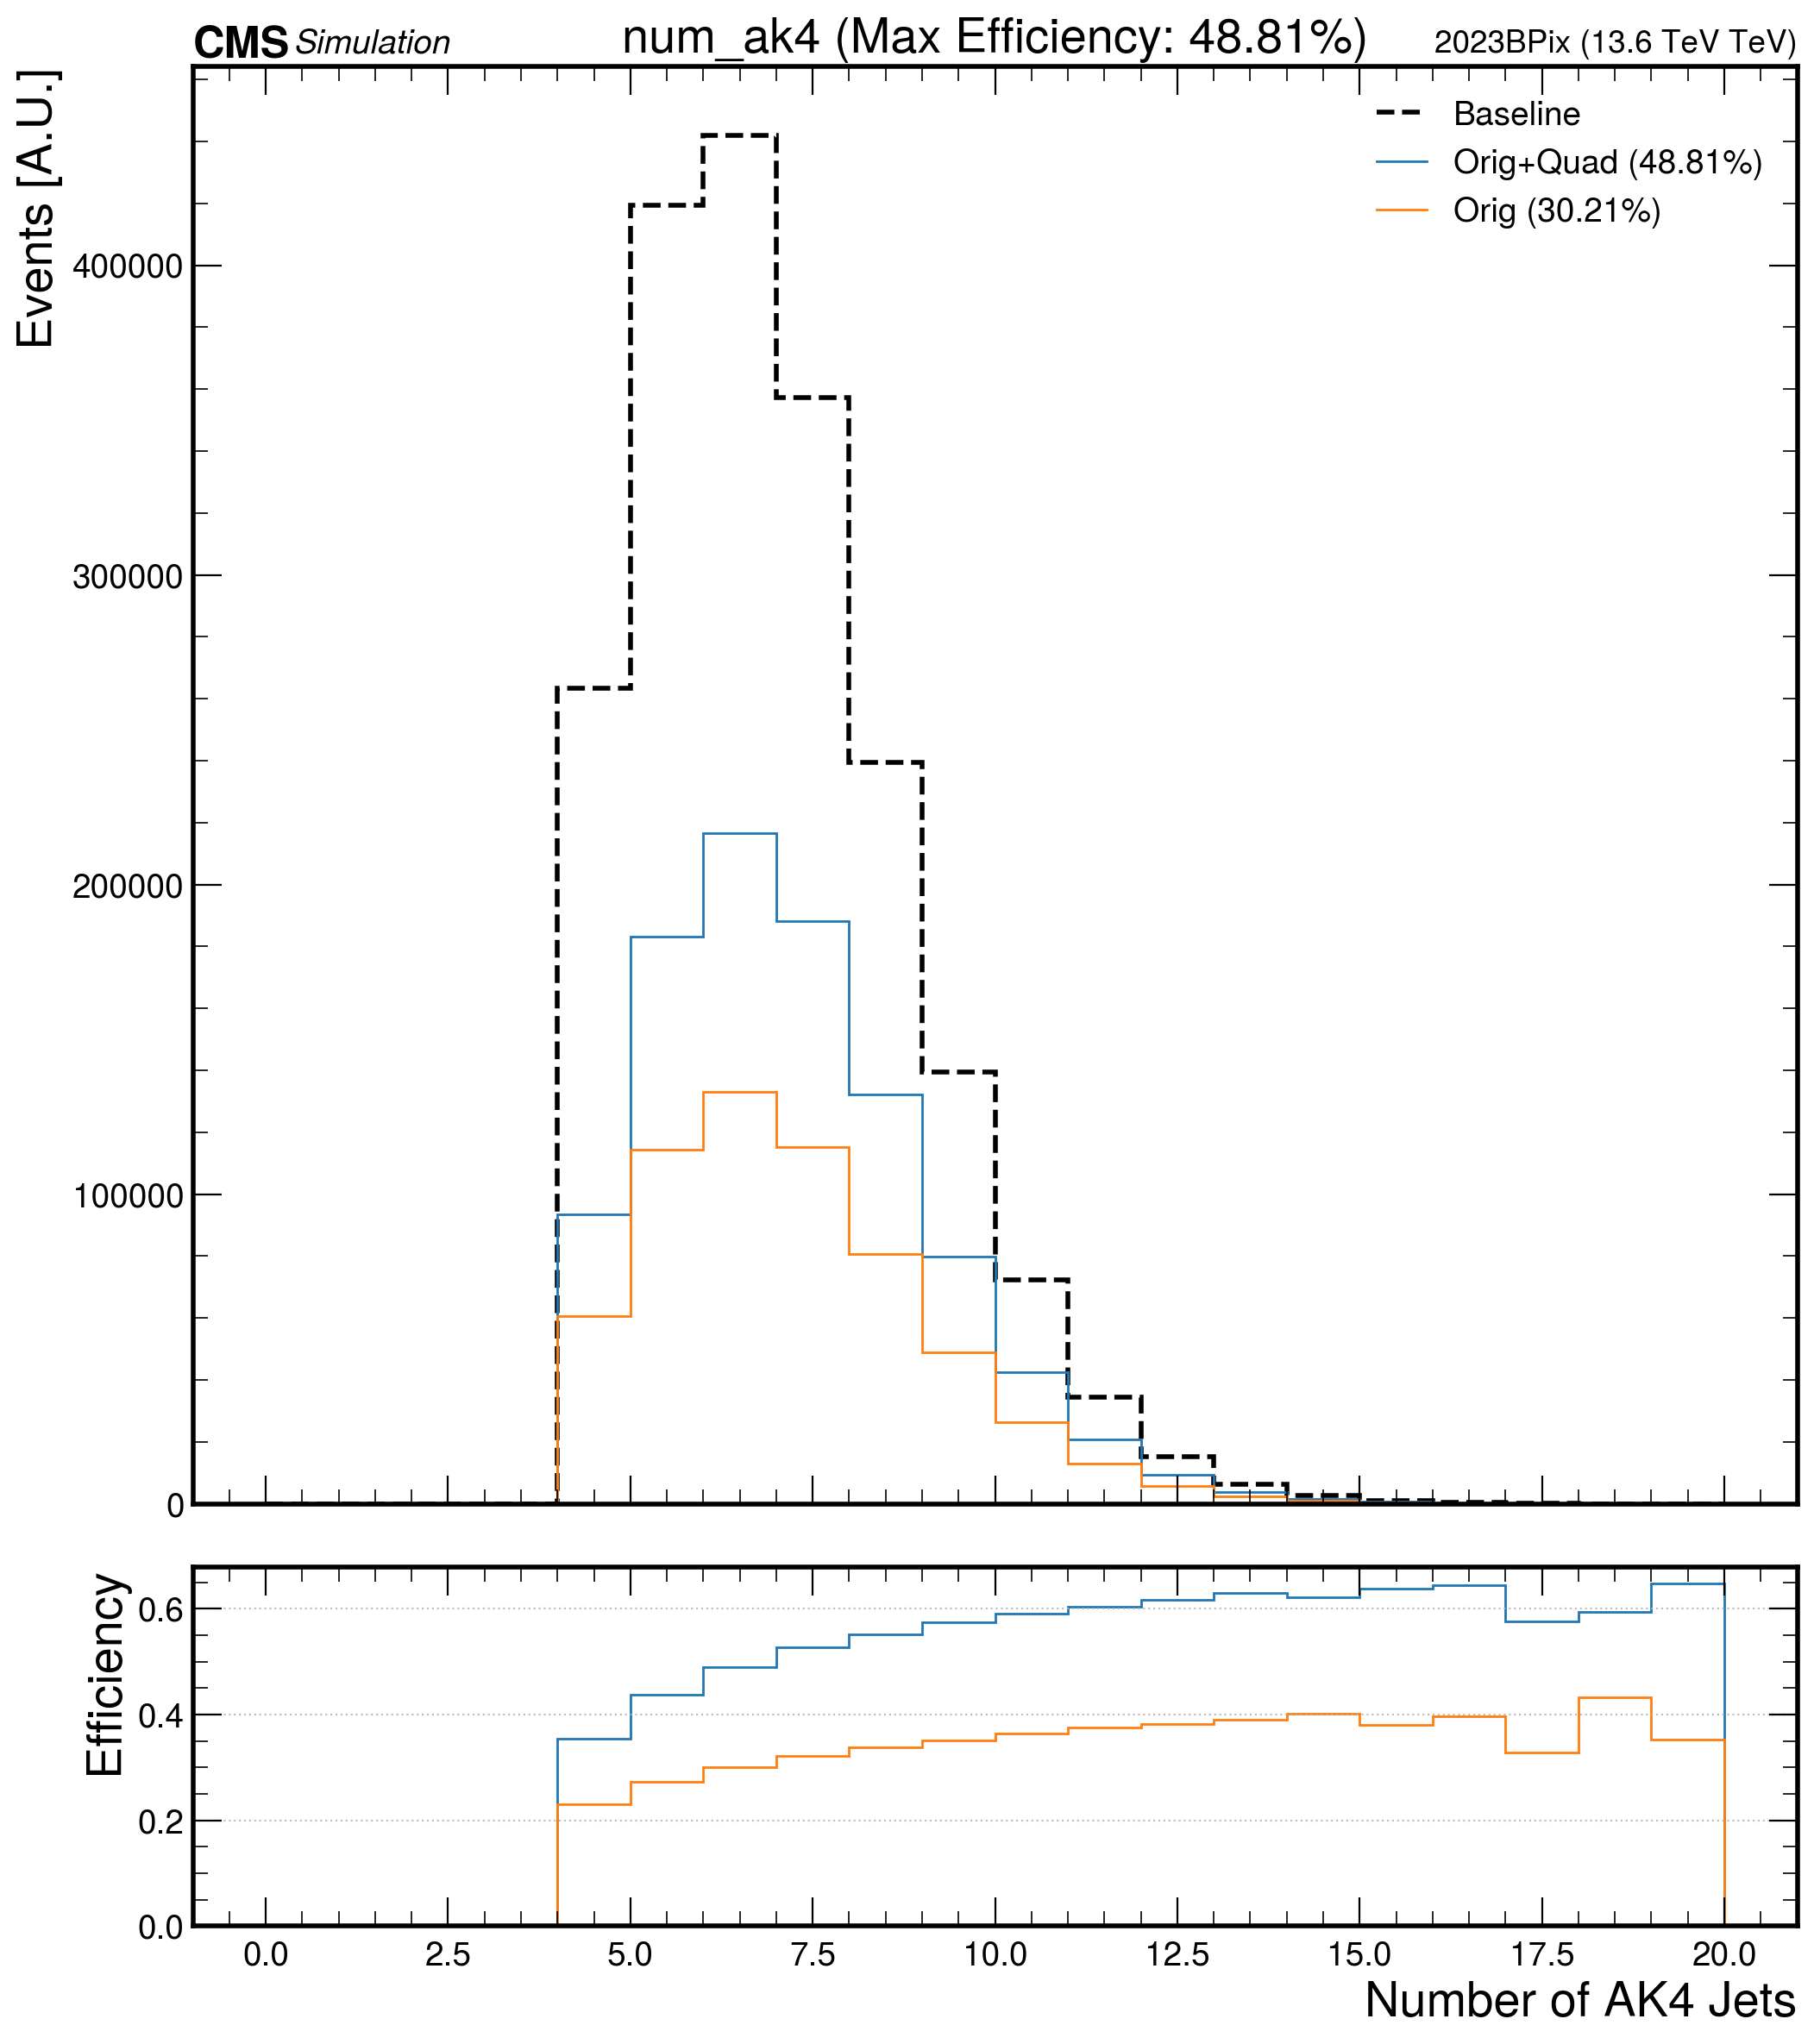 CMS Simulation num_ak4 (Max Efficiency: 48.81%) 2023BPix (13.6 TeV TeV)
Events [A.U.]
Baseline
Orig+Quad (48.81%)
Orig (30.21%)
400000
300000
200000
100000
0
Efficiency
0.6
0.4
0.2
0.0
0.0 2.5 5.0 7.5 10.0 12.5 15.0 17.5 20.0
Number of AK4 Jets